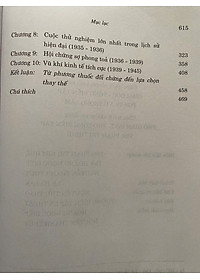 Mục lục
615
Chương 8: Cuộc thử nghiệm lớn nhất trong lịch sử
hiện đại (1935 - 1936)
323
Chương 9: Hội chứng sợ phong toả (1936 - 1939)
358
Chương 10: Vũ khí kinh tế tích cực (1939 - 1945)
408
Kết luận: Từ phương thuốc đối chứng đến lựa chọn
thay thế
458
Chú thích
469